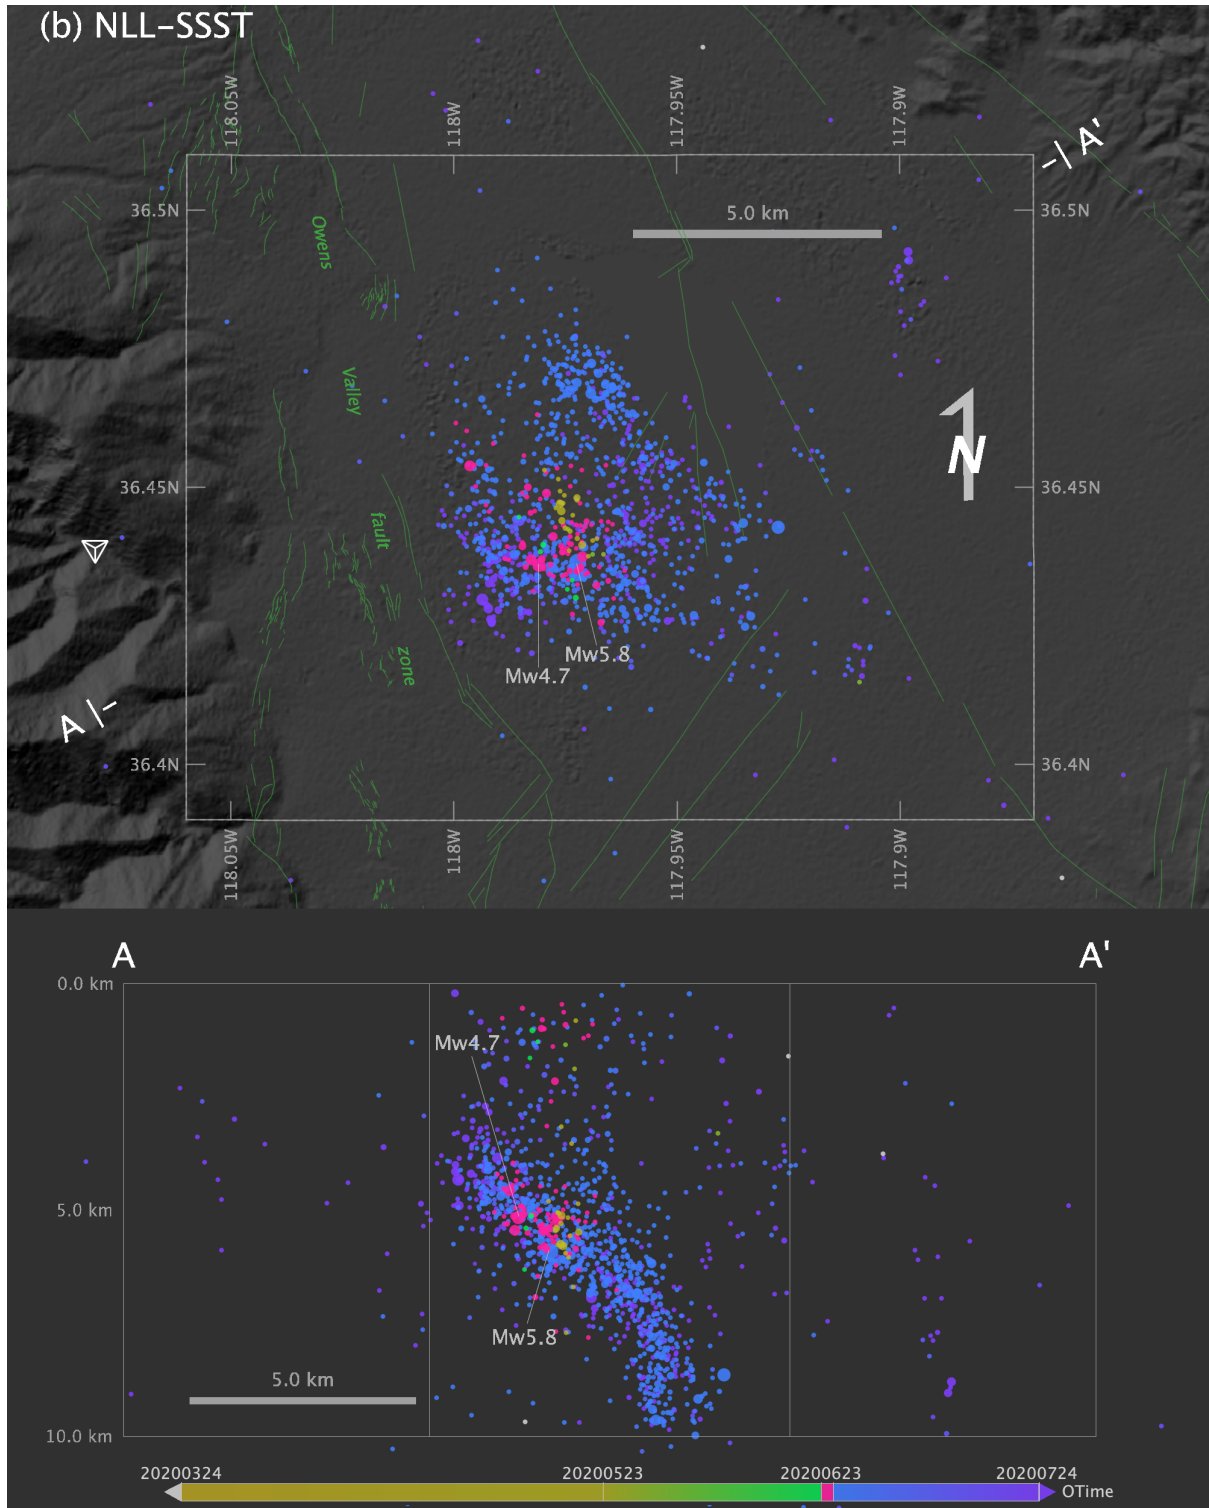 (b) NLL-SSST
118.05W
118W
117.95W
117.9W
A'
36.5N
36.5N
5.0 km
Owens
Valley
N
36.45N
36.45N
fault
zone
Mw5.8
Mw4.7
A
36.4N
36.4N
118.05W
118W
117.95W
117.9W
A
A'
0.0 km
Mw4.7
5.0 km
Mw5.8
5.0 km
10.0 km
20200324
20200523
20200623
20200724
OTime